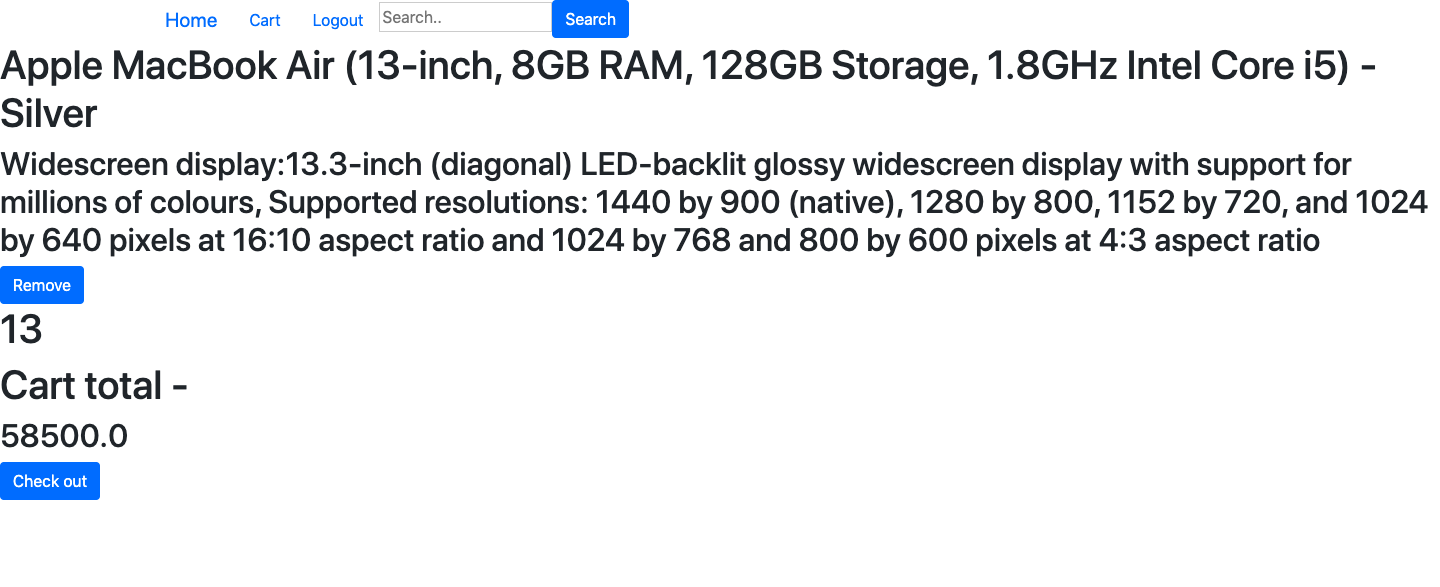 Home Cart Logout Search.. Search
Apple MacBook Air (13-inch, 8GB RAM, 128GB Storage, 1.8GHz Intel Core i5) -
Silver
Widescreen display:13.3-inch (diagonal) LED-backlit glossy widescreen display with support for
millions of colours, Supported resolutions: 1440 by 900 (native), 1280 by 800, 1152 by 720, and 1024
by 640 pixels at 16:10 aspect ratio and 1024 by 768 and 800 by 600 pixels at 4:3 aspect ratio
Remove
13
Cart total -
58500.0
Check out